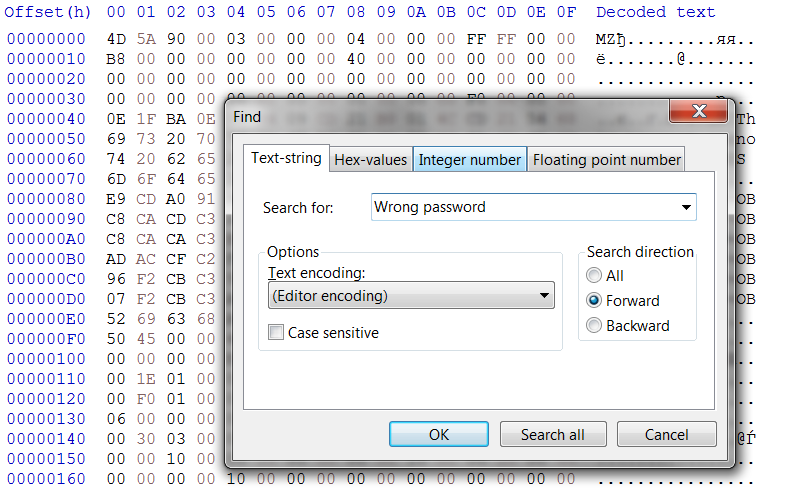 Offset(h) 00 01 02 03 04 05 06 07 08 09 0A 0B 0C 0D 0E 0F Decoded text
00000000 4D 5A 90 00 03 00 00 00 04 00 00 00 FF FF 00 00 MZђ.........яя..
00000010 B8 00 00 00 00 00 00 00 40 00 00 00 00 00 00 00 ё.......@.......
00000020 00 00 00 00 00 00 00 00 00 00 00 00 00 00 00 00 ................
00000030 00 00 00 00
00000040 0E 1F BA 0E Th
00000050 69 73 20 70 no
00000060 74 20 62 65 S
00000070 6D 6F 64 65 ..
00000080 E9 CD A0 91 ОВ
00000090 C8 CA CD C3 ОВ
000000A0 C8 CA CA C3 ОВ
000000B0 AD AC CF C2 ОВ
000000C0 96 F2 CB C3 ОВ
000000D0 07 F2 CB C3 ОВ
000000E0 52 69 63 68 ..
000000F0 50 45 00 00 ..
00000100 00 00 00 00 ..
00000110 00 1E 01 00 ..
00000120 00 F0 01 00 ..
00000130 06 00 00 00 ..
00000140 00 30 03 00 @ѓ
00000150 00 00 10 00 ..
00000160 00 00 00 00 10 00 00 00 00 00 00 00 00 00 00 00 ................
Find
Text-string Hex-values Integer number Floating point number
Search for: Wrong password
Options Search direction
Text encoding: All
(Editor encoding) Forward
Case sensitive Backward
OK Search all Cancel